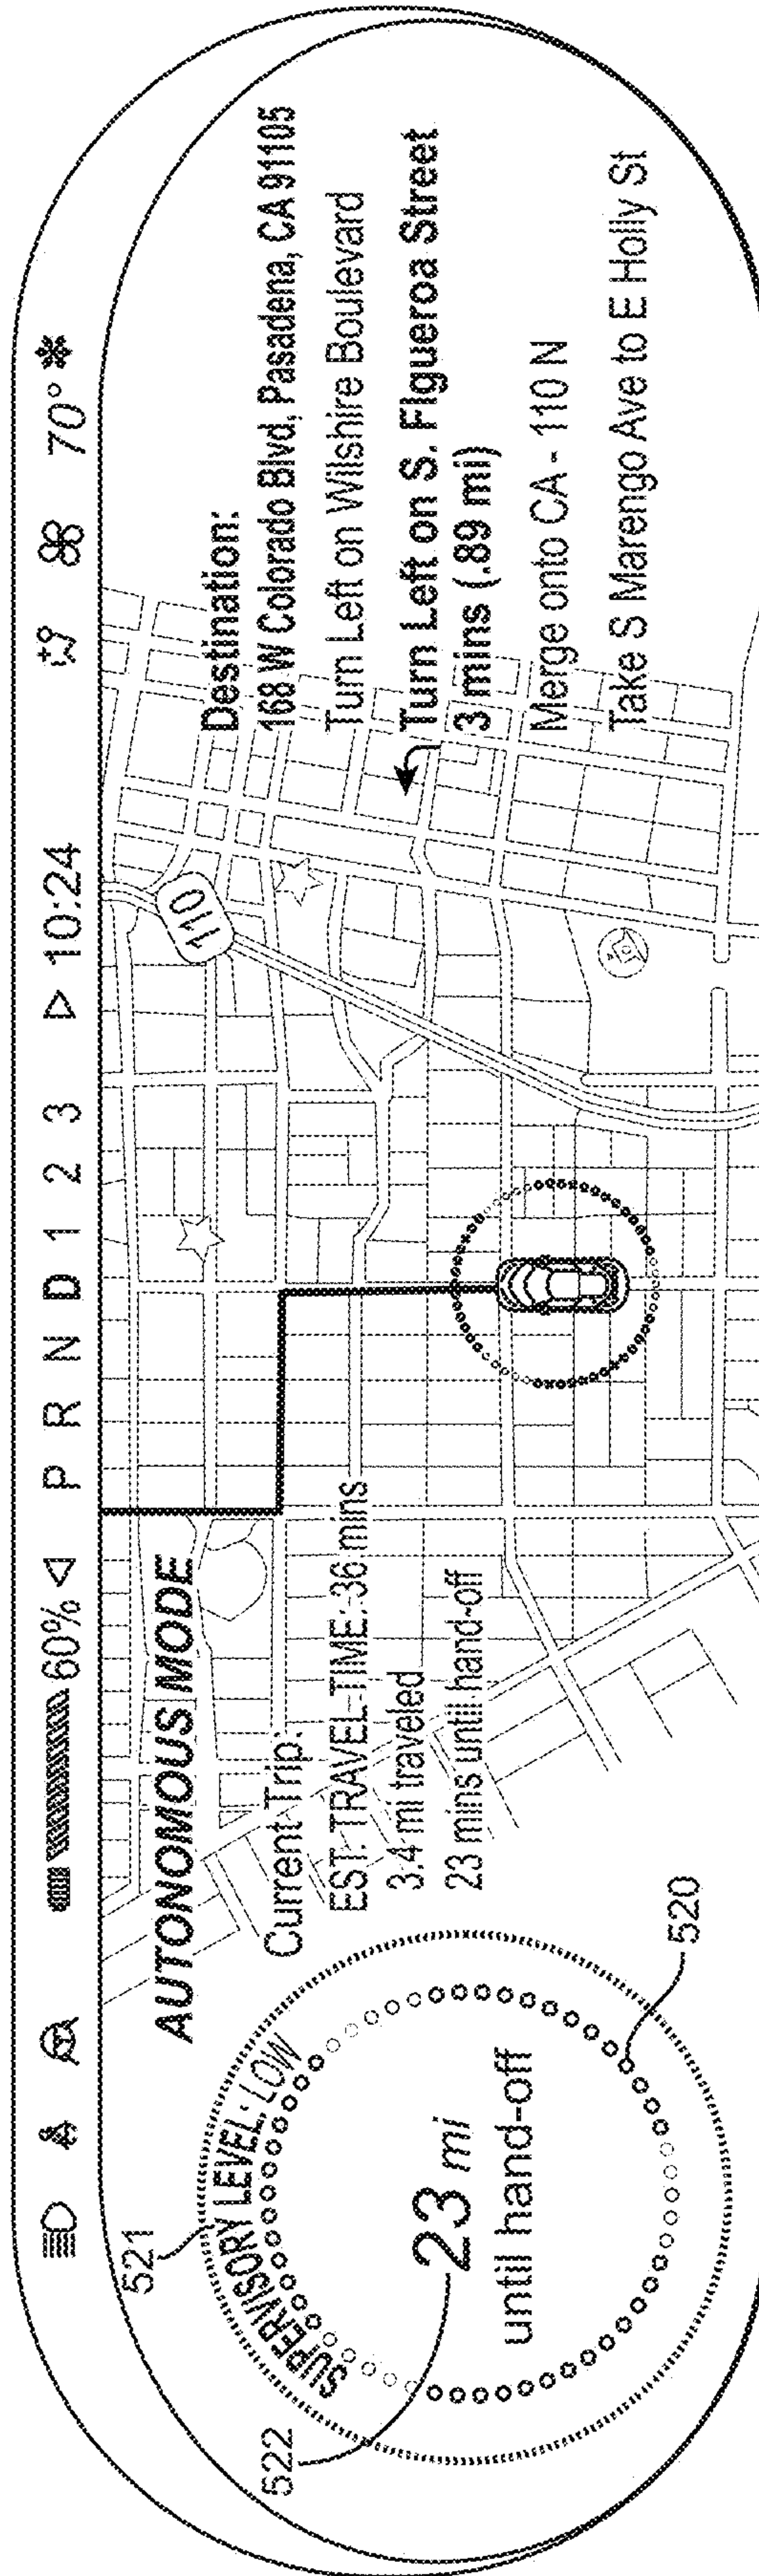 60% P R N D 1 2 3 10:24 70°
521
SUPERVISORY LEVEL: LOW
522
23 mi
until hand-off
520
AUTONOMOUS MODE
Current Trip:
EST. TRAVEL TIME: 36 mins
3.4 mi traveled
23 mins until hand-off
110
Destination:
168 W Colorado Blvd, Pasadena, CA 91105
Turn Left on Wilshire Boulevard
Turn Left on S. Figueroa Street
3 mins (.89 mi)
Merge onto CA - 110 N
Take S Marengo Ave to E Holly St